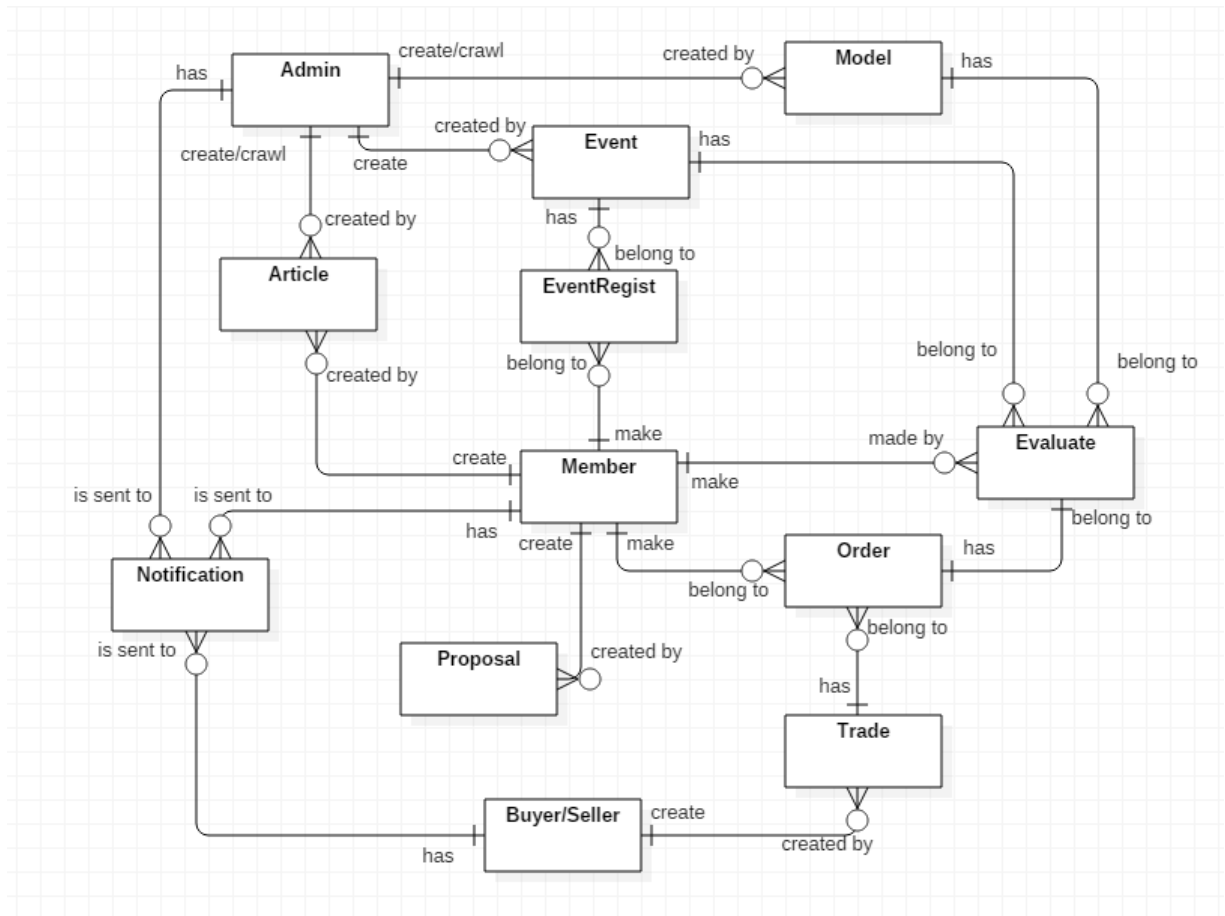 create/crawl
created by
Model
has
has
Admin
created by
Event
has
create/crawl
create
has
created by
belong to
Article
EventRegist
belong to
belong to
belong to
created by
make
made by
Evaluate
create
Member
make
is sent to
is sent to
has
create
make
belong to
Order
has
Notification
belong to
belong to
is sent to
Proposal
created by
has
Trade
Buyer/Seller
create
created by
has